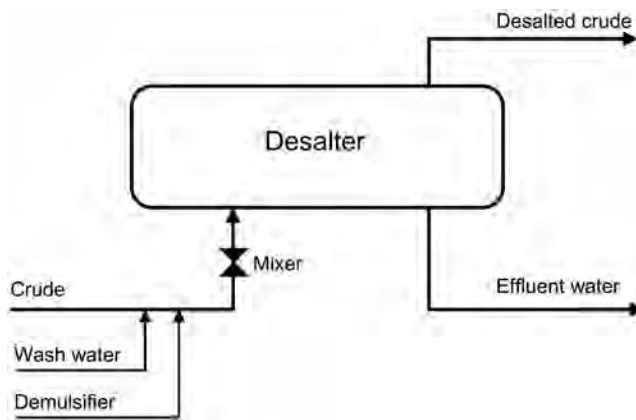 Desalted crude
Desalter
Mixer
Crude
Effluent water
Wash water
Demulsifier